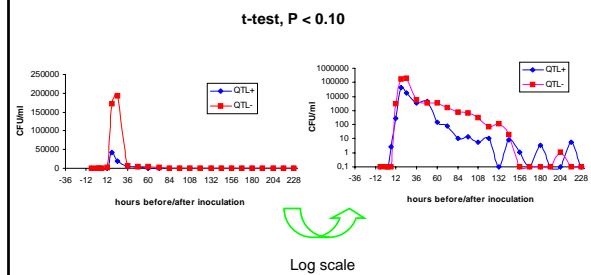 t-test, P < 0.10
250000
200000
150000
100000
50000
0
CFU/ml
QTL+
QTL-
-36 -12 12 36 60 84 108 132 156 180 204 228
hours before/after inoculation
1000000
100000
10000
1000
100
10
1
0,1
CFU/ml
QTL+
QTL-
-36 -12 12 36 60 84 108 132 156 180 204 228
hours before/after inoculation
Log scale